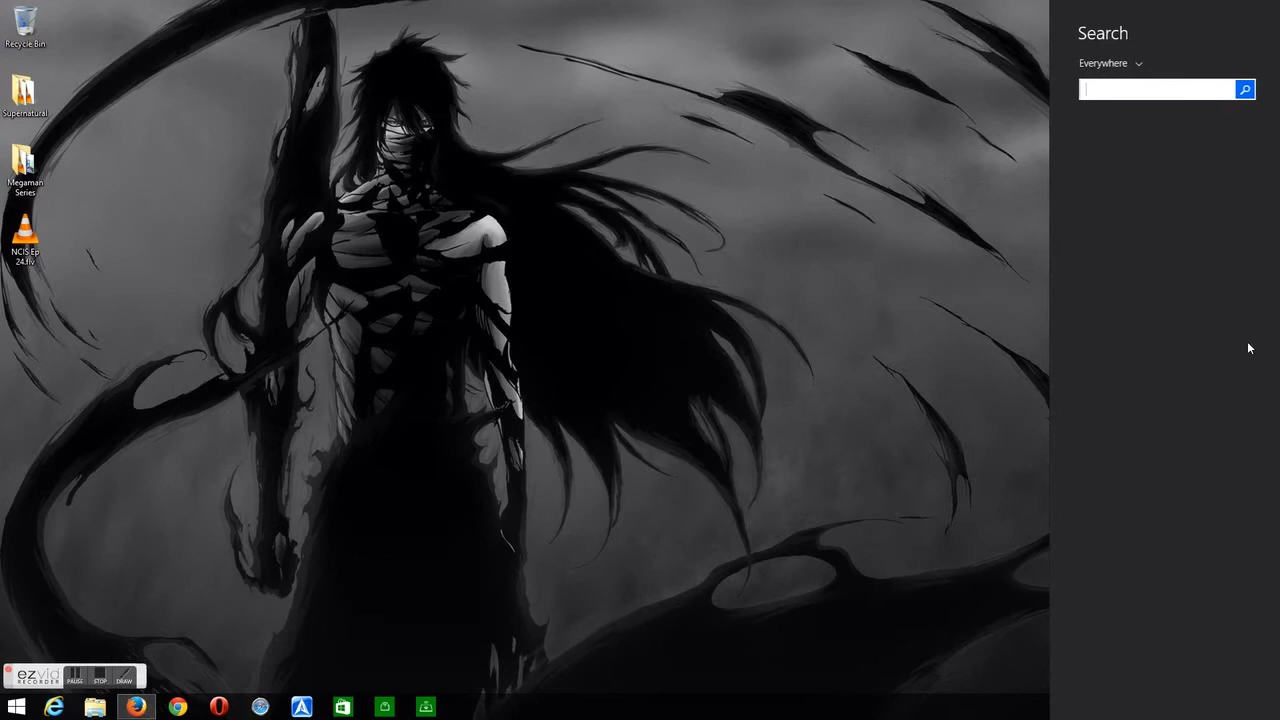 Recycle Bin
Supernatural
Megaman
Series
NCIS Ep
24.flv
Search
Everywhere
ezvid
RECORDER
PAUSE
STOP
DRAW